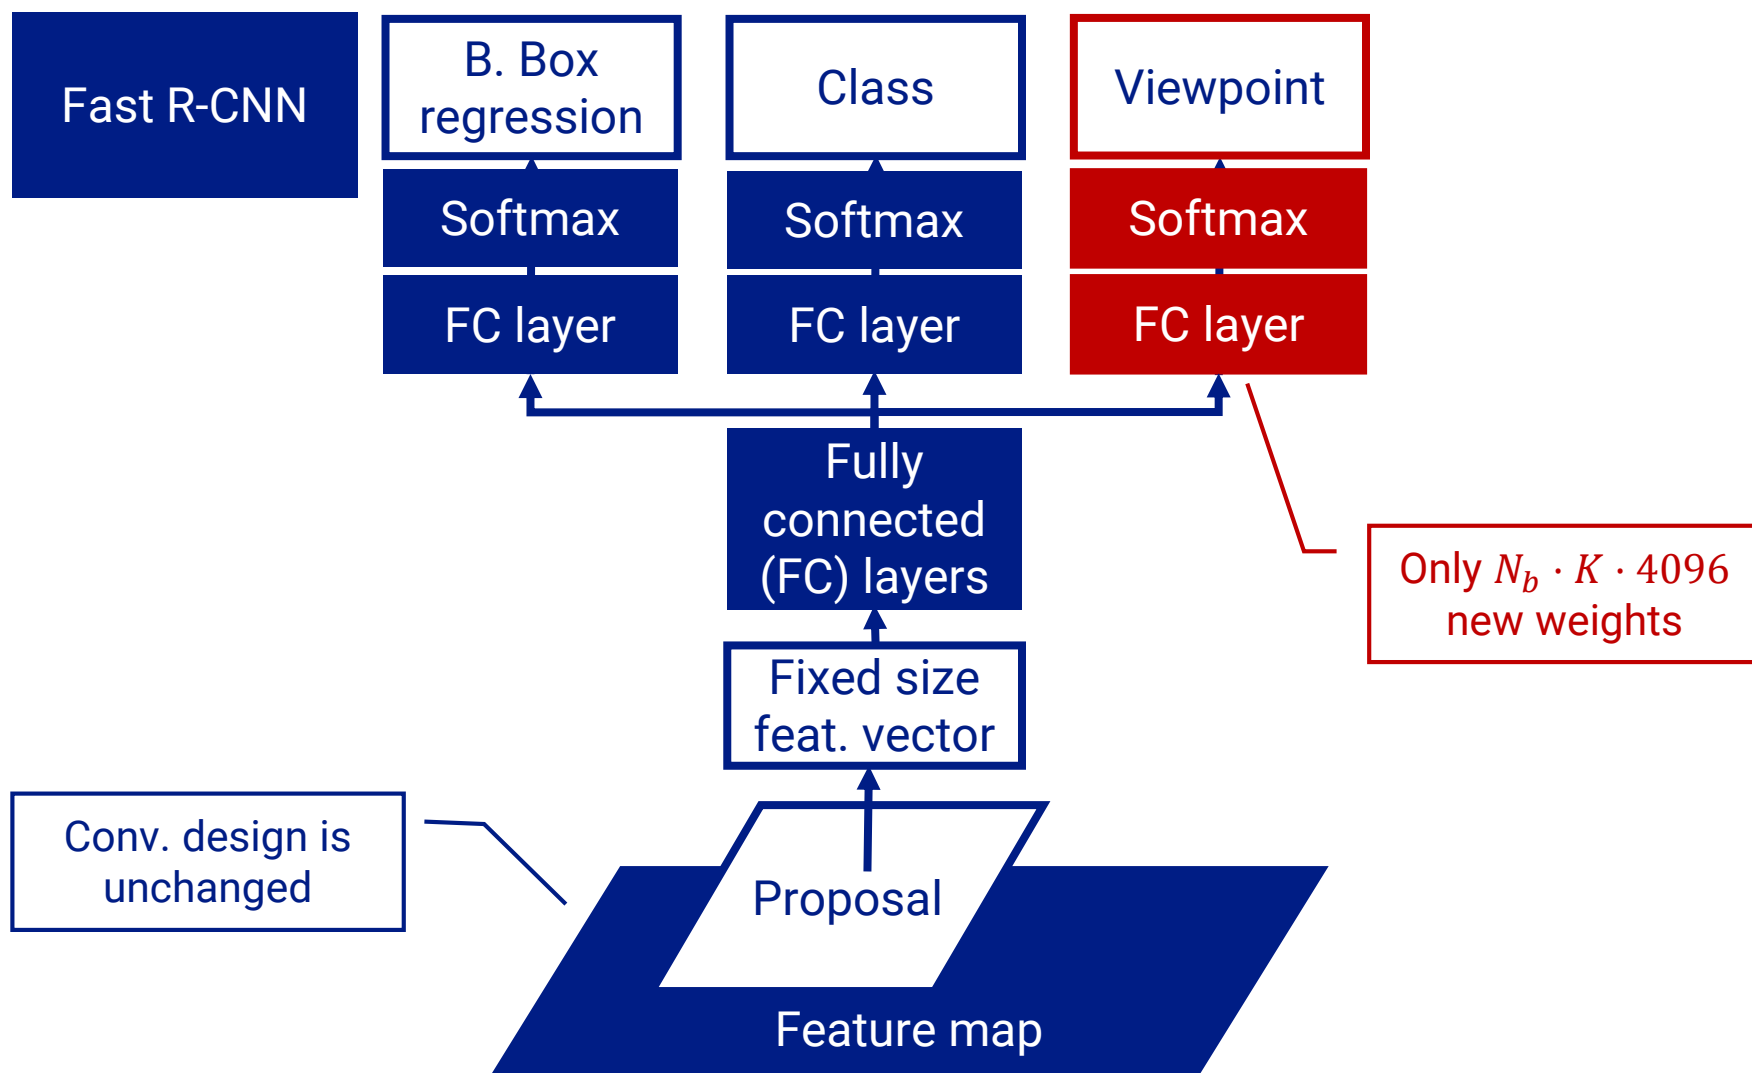 Fast R-CNN
B. Box
regression
Class
Viewpoint
Softmax
Softmax
Softmax
FC layer
FC layer
FC layer
Fully
connected
(FC) layers
Only N_b · K · 4096
new weights
Fixed size
feat. vector
Conv. design is
unchanged
Proposal
Feature map